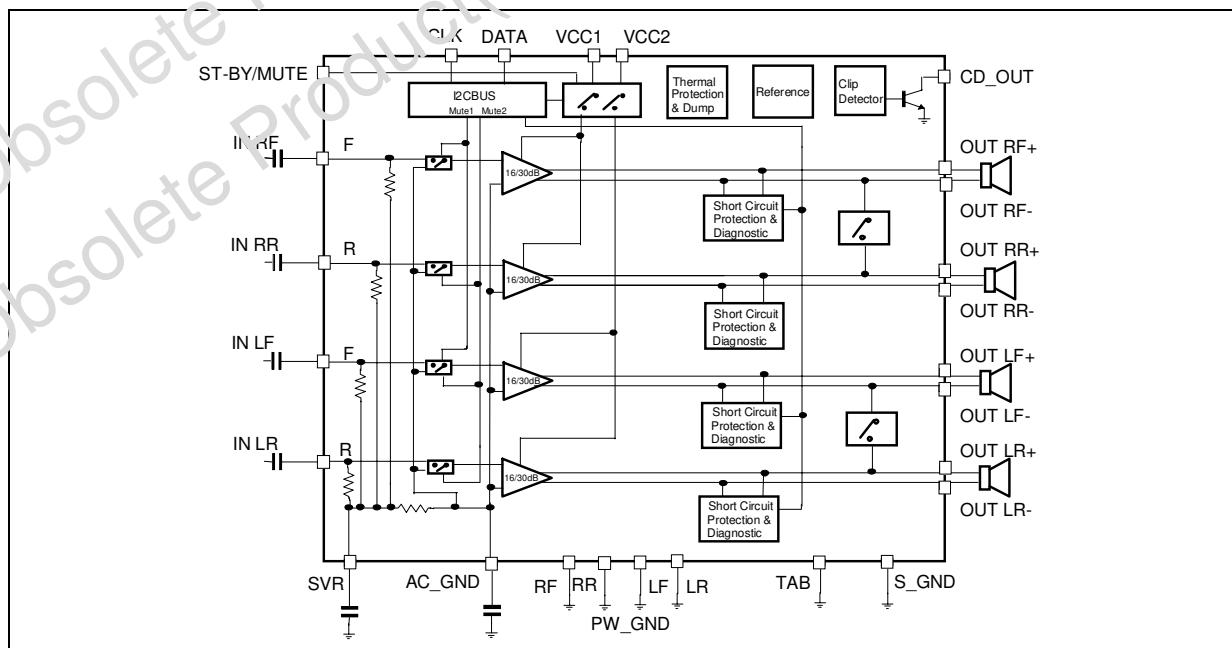 Obsolete Product(
Obsolete Product(
CLK DATA VCC1 VCC2
ST-BY/MUTE
I2CBUS
Mute1 Mute2
Thermal
Protection
& Dump
Reference
Clip
Detector
CD_OUT
IN RF
F
16/30dB
OUT RF+
Short Circuit
Protection &
Diagnostic
OUT RF-
IN RR
R
16/30dB
OUT RR+
Short Circuit
Protection &
Diagnostic
OUT RR-
IN LF
F
16/30dB
OUT LF+
Short Circuit
Protection &
Diagnostic
OUT LF-
IN LR
R
16/30dB
OUT LR+
Short Circuit
Protection &
Diagnostic
OUT LR-
SVR AC_GND RF RR LF LR TAB S_GND
PW_GND